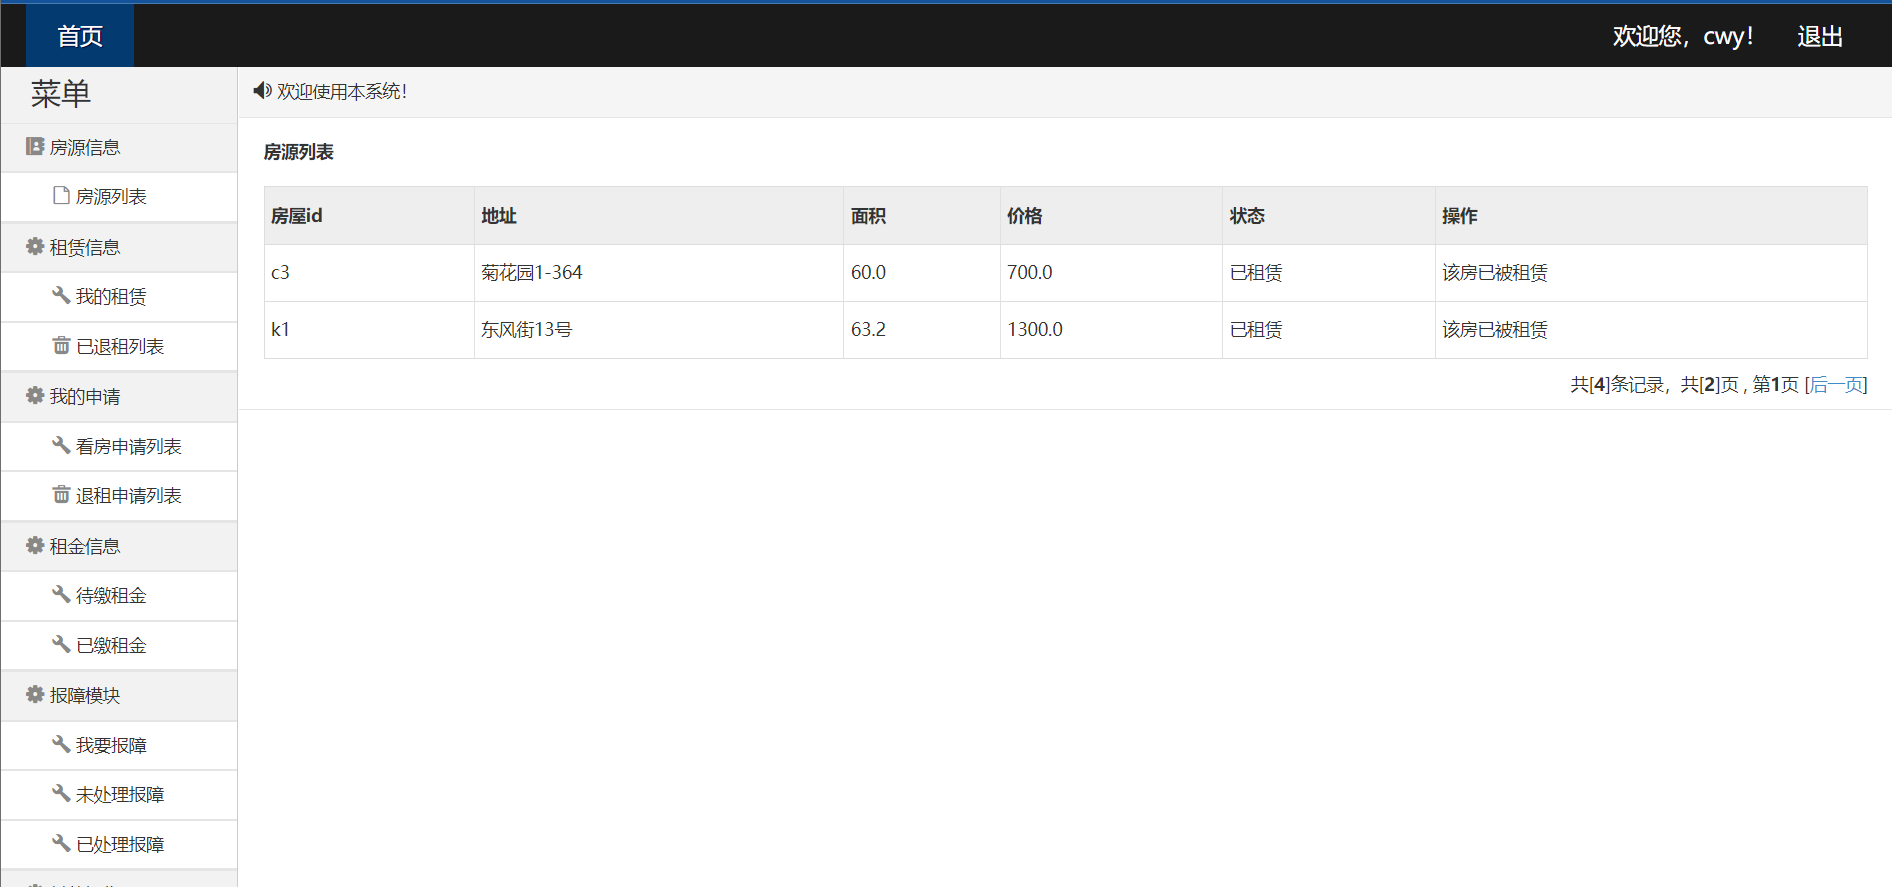 首页
欢迎您，cwy！ 退出
菜单
欢迎使用本系统！
房源信息
房源列表
租赁信息
我的租赁
已退租列表
我的申请
看房申请列表
退租申请列表
租金信息
待缴租金
已缴租金
报障模块
我要报障
未处理报障
已处理报障
房源列表
房屋id 地址 面积 价格 状态 操作
c3 菊花园1-364 60.0 700.0 已租赁 该房已被租赁
k1 东风街13号 63.2 1300.0 已租赁 该房已被租赁
共[4]条记录，共[2]页 , 第1页 [后一页]